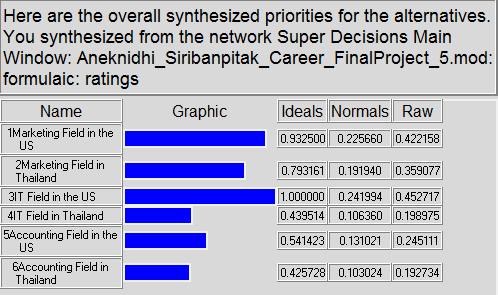 Here are the overall synthesized priorities for the alternatives.
You synthesized from the network Super Decisions Main
Window: Aneknidhi_Siribanpitak_Career_FinalProject_5.mod:
formulaic: ratings
Name Graphic Ideals Normals Raw
1Marketing Field in the
US 0.932500 0.225660 0.422158
2Marketing Field in
Thailand 0.793161 0.191940 0.359077
3IT Field in the US 1.000000 0.241994 0.452717
4IT Field in Thailand 0.439514 0.106360 0.198975
5Accounting Field in the
US 0.541423 0.131021 0.245111
6Accounting Field in
Thailand 0.425728 0.103024 0.192734